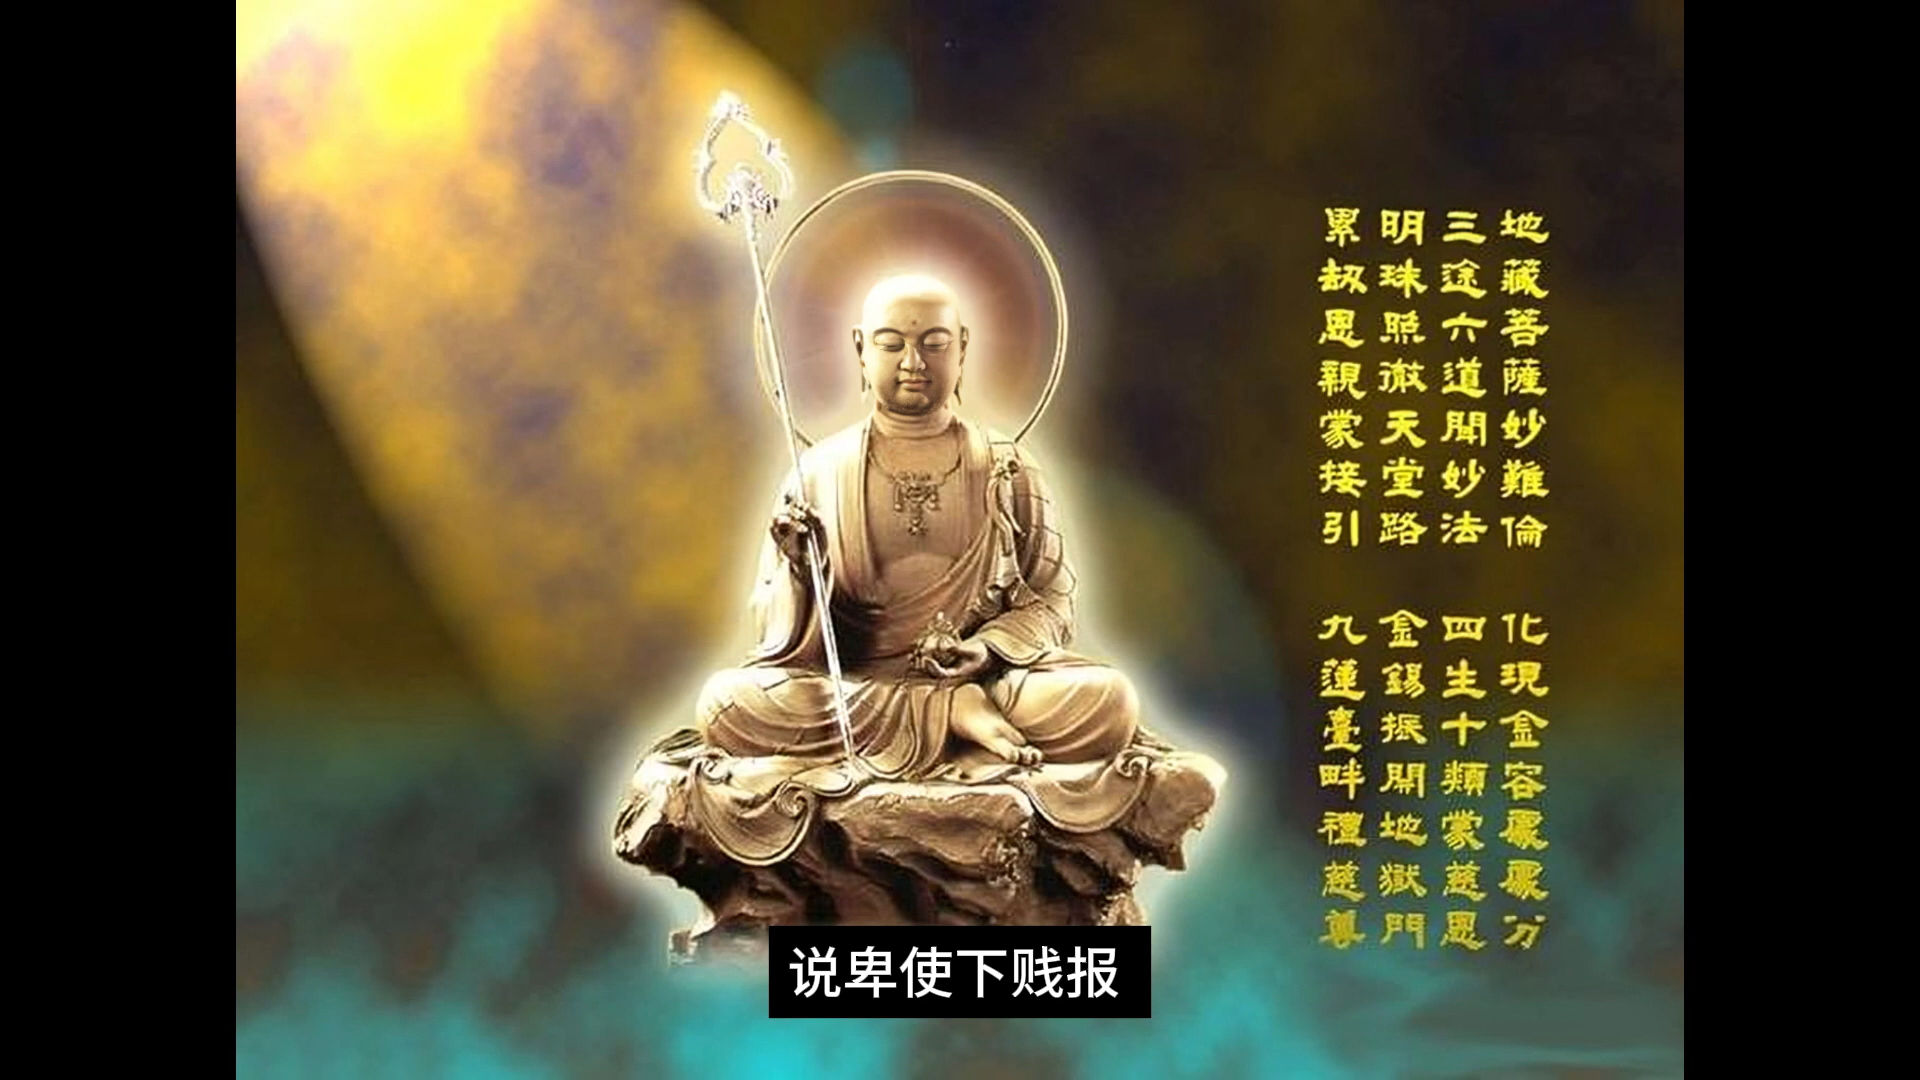 地藏菩薩妙難倫 化現金容處處分
三途六道聞妙法 四生十類蒙慈恩
明珠照徹天堂路 金錫振開地獄門
累刼恩親蒙接引 九蓮臺畔禮慈尊
说卑使下贱报